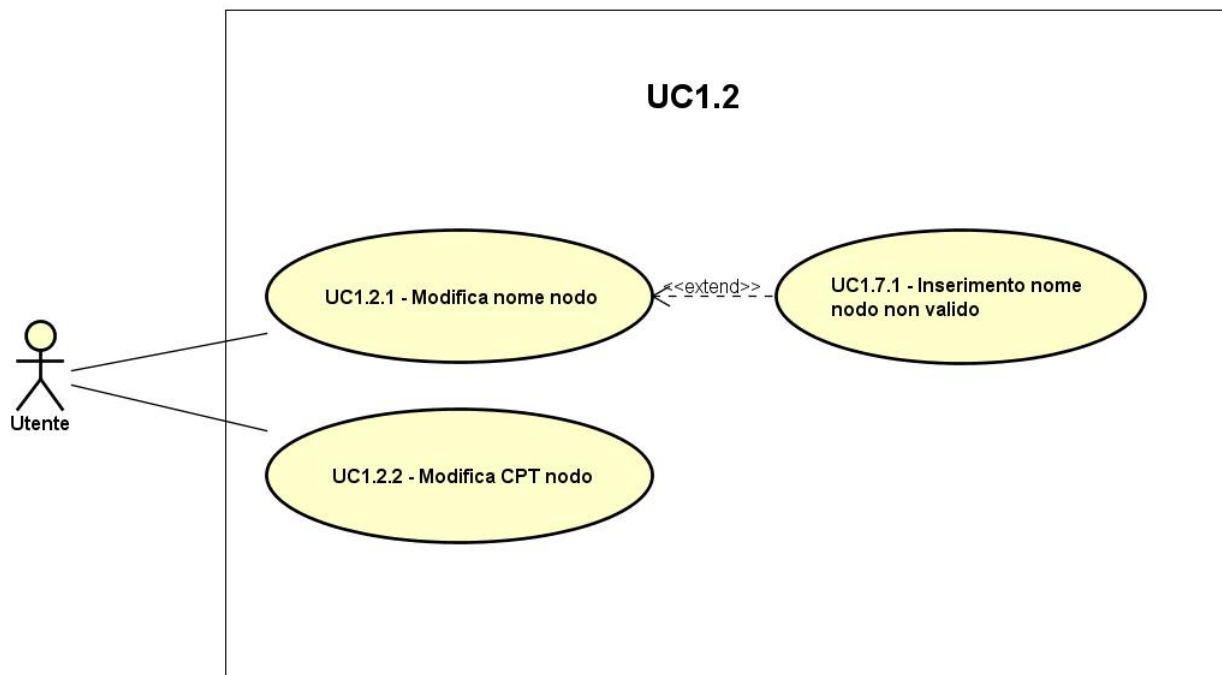 UC1.2
UC1.2.1 - Modifica nome nodo
<<extend>>
UC1.7.1 - Inserimento nome
nodo non valido
Utente
UC1.2.2 - Modifica CPT nodo